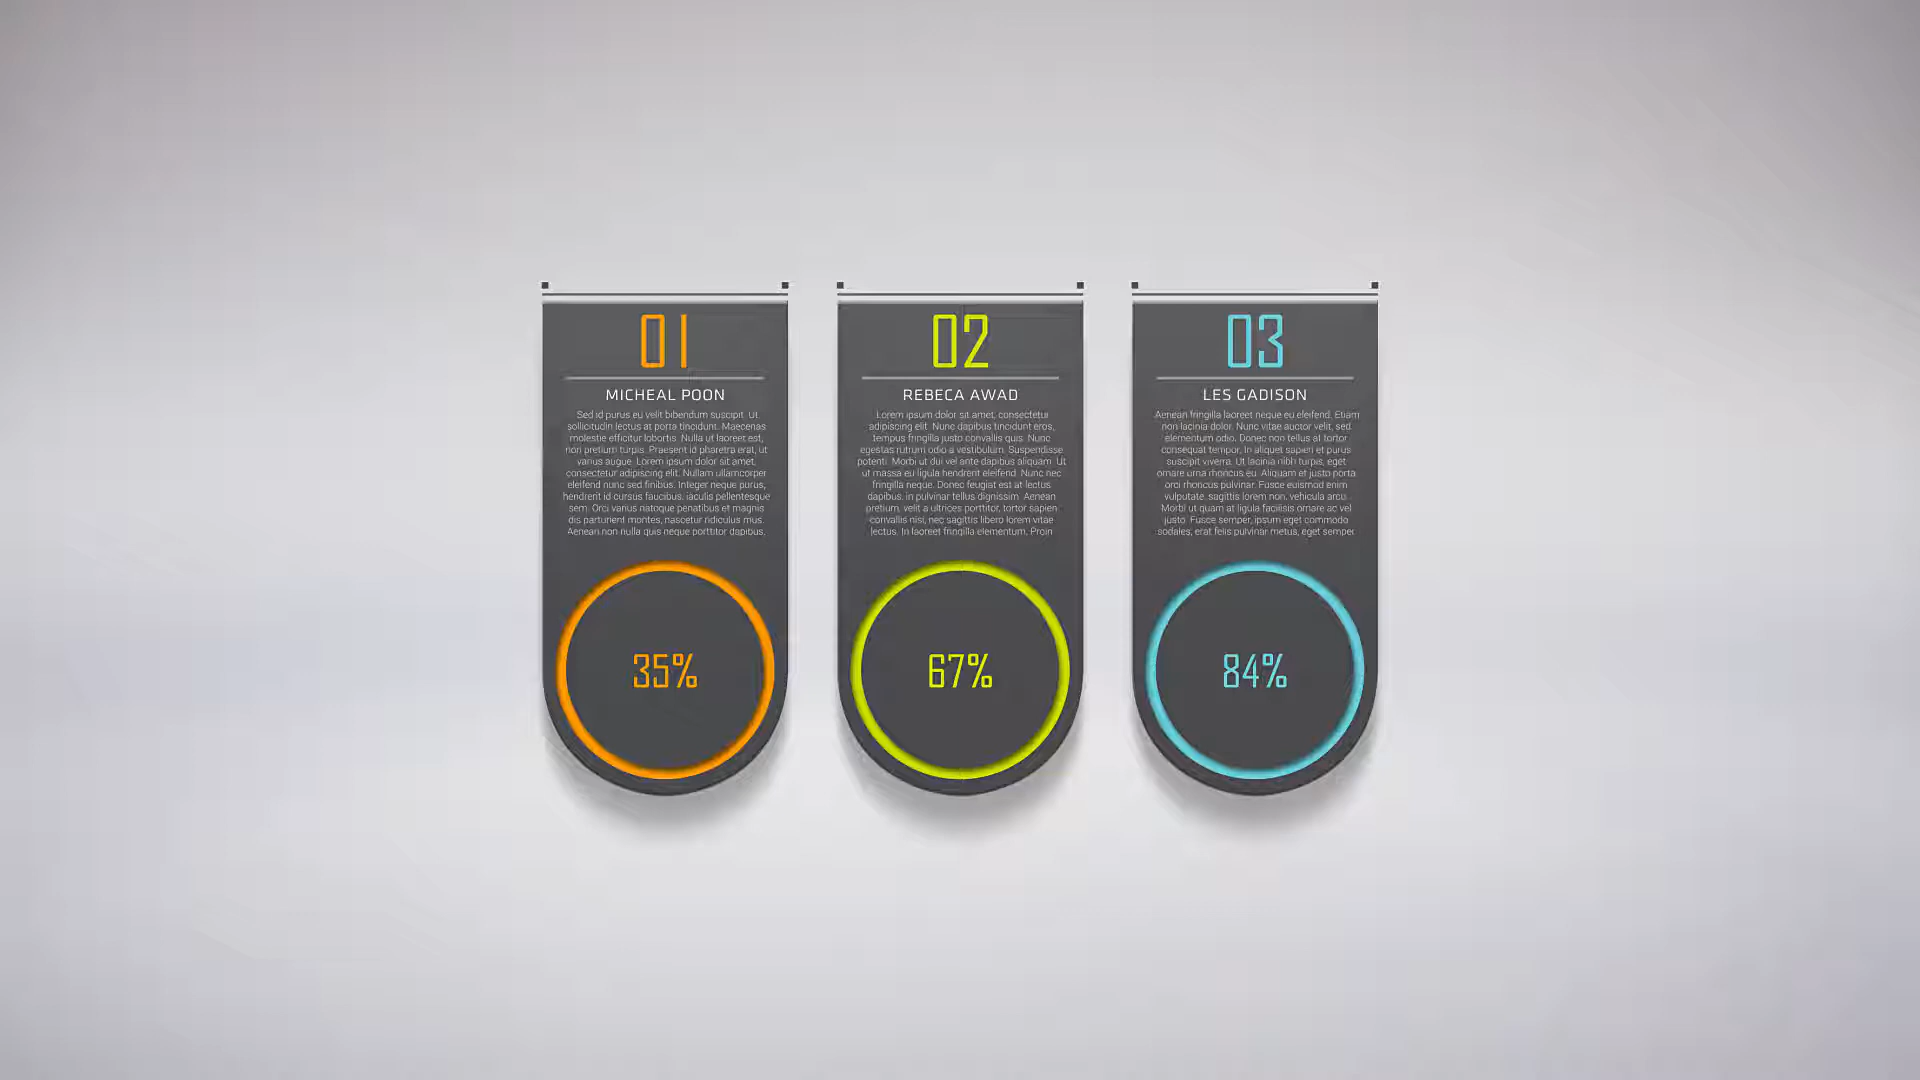 01
MICHEAL POON
Sed id purus eu velit bibendum suscipit. Ut
sollicitudin lectus at porta tincidunt. Maecenas
molestie efficitur lobortis. Nulla ut laoreet est,
non pretium turpis. Praesent id pharetra erat, ut
varius augue. Lorem ipsum dolor sit amet,
consectetur adipiscing elit. Nullam ullamcorper
eleifend nunc sed finibus. Integer neque purus,
hendrerit id cursus faucibus, iaculis pellentesque
sem. Orci varius natoque penatibus et magnis
dis parturient montes, nascetur ridiculus mus.
Aenean non nulla quis neque porttitor dapibus,
35%
02
REBECA AWAD
Lorem ipsum dolor sit amet, consectetur
adipiscing elit. Nunc dapibus tincidunt eros,
tempus fringilla justo convallis quis. Nunc
egestas rutrum odio a vestibulum. Suspendisse
potenti. Morbi ut dui vel ante dapibus aliquam. Ut
ut massa eu ligula hendrerit eleifend. Nunc nec
fringilla neque. Donec feugiat est at lectus
dapibus, in pulvinar tellus dignissim. Aenean
pretium, velit a ultrices porttitor, tortor sapien
convallis nisi, nec sagittis libero lorem vitae
lectus. In laoreet fringilla elementum. Proin
67%
03
LES GADISON
Aenean fringilla laoreet neque eu eleifend. Etiam
non lacinia dolor. Nunc vitae auctor velit, sed
elementum odio. Donec non tellus at tortor
consequat tempor. In aliquet sapien et purus
suscipit viverra. Ut lacinia nibh turpis, eget
ornare urna rhoncus eu. Aliquam et justo porta
orci rhoncus pulvinar. Fusce euismod enim
vulputate, sagittis lorem non, vehicula arcu.
Morbi ut quam at ligula facilisis ornare ac vel
justo. Fusce semper, ipsum eget commodo
sodales, erat felis pulvinar metus, eget semper
84%